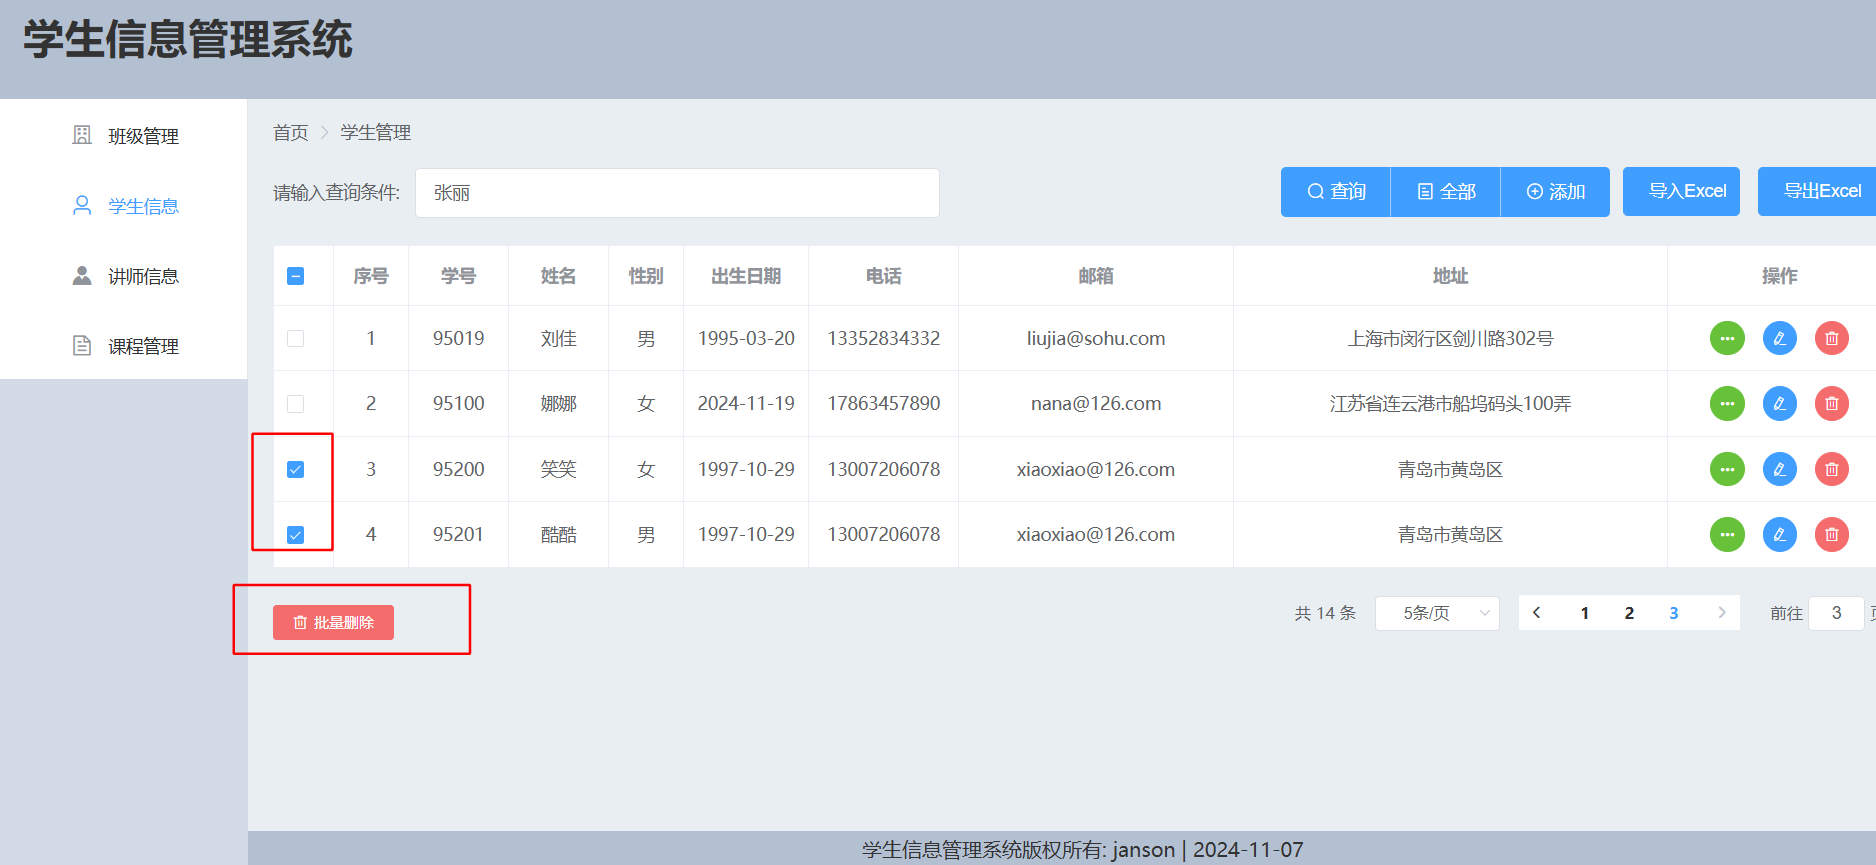 学生信息管理系统
班级管理
学生信息
讲师信息
课程管理
首页 > 学生管理
请输入查询条件: 张丽 查询 全部 添加 导入Excel 导出Excel
序号 学号 姓名 性别 出生日期 电话 邮箱 地址 操作
1 95019 刘佳 男 1995-03-20 13352834332 liujia@sohu.com 上海市闵行区剑川路302号
2 95100 娜娜 女 2024-11-19 17863457890 nana@126.com 江苏省连云港市船坞码头100弄
3 95200 笑笑 女 1997-10-29 13007206078 xiaoxiao@126.com 青岛市黄岛区
4 95201 酷酷 男 1997-10-29 13007206078 xiaoxiao@126.com 青岛市黄岛区
批量删除 共 14 条 5条/页 1 2 3 前往 3
学生信息管理系统版权所有: janson | 2024-11-07